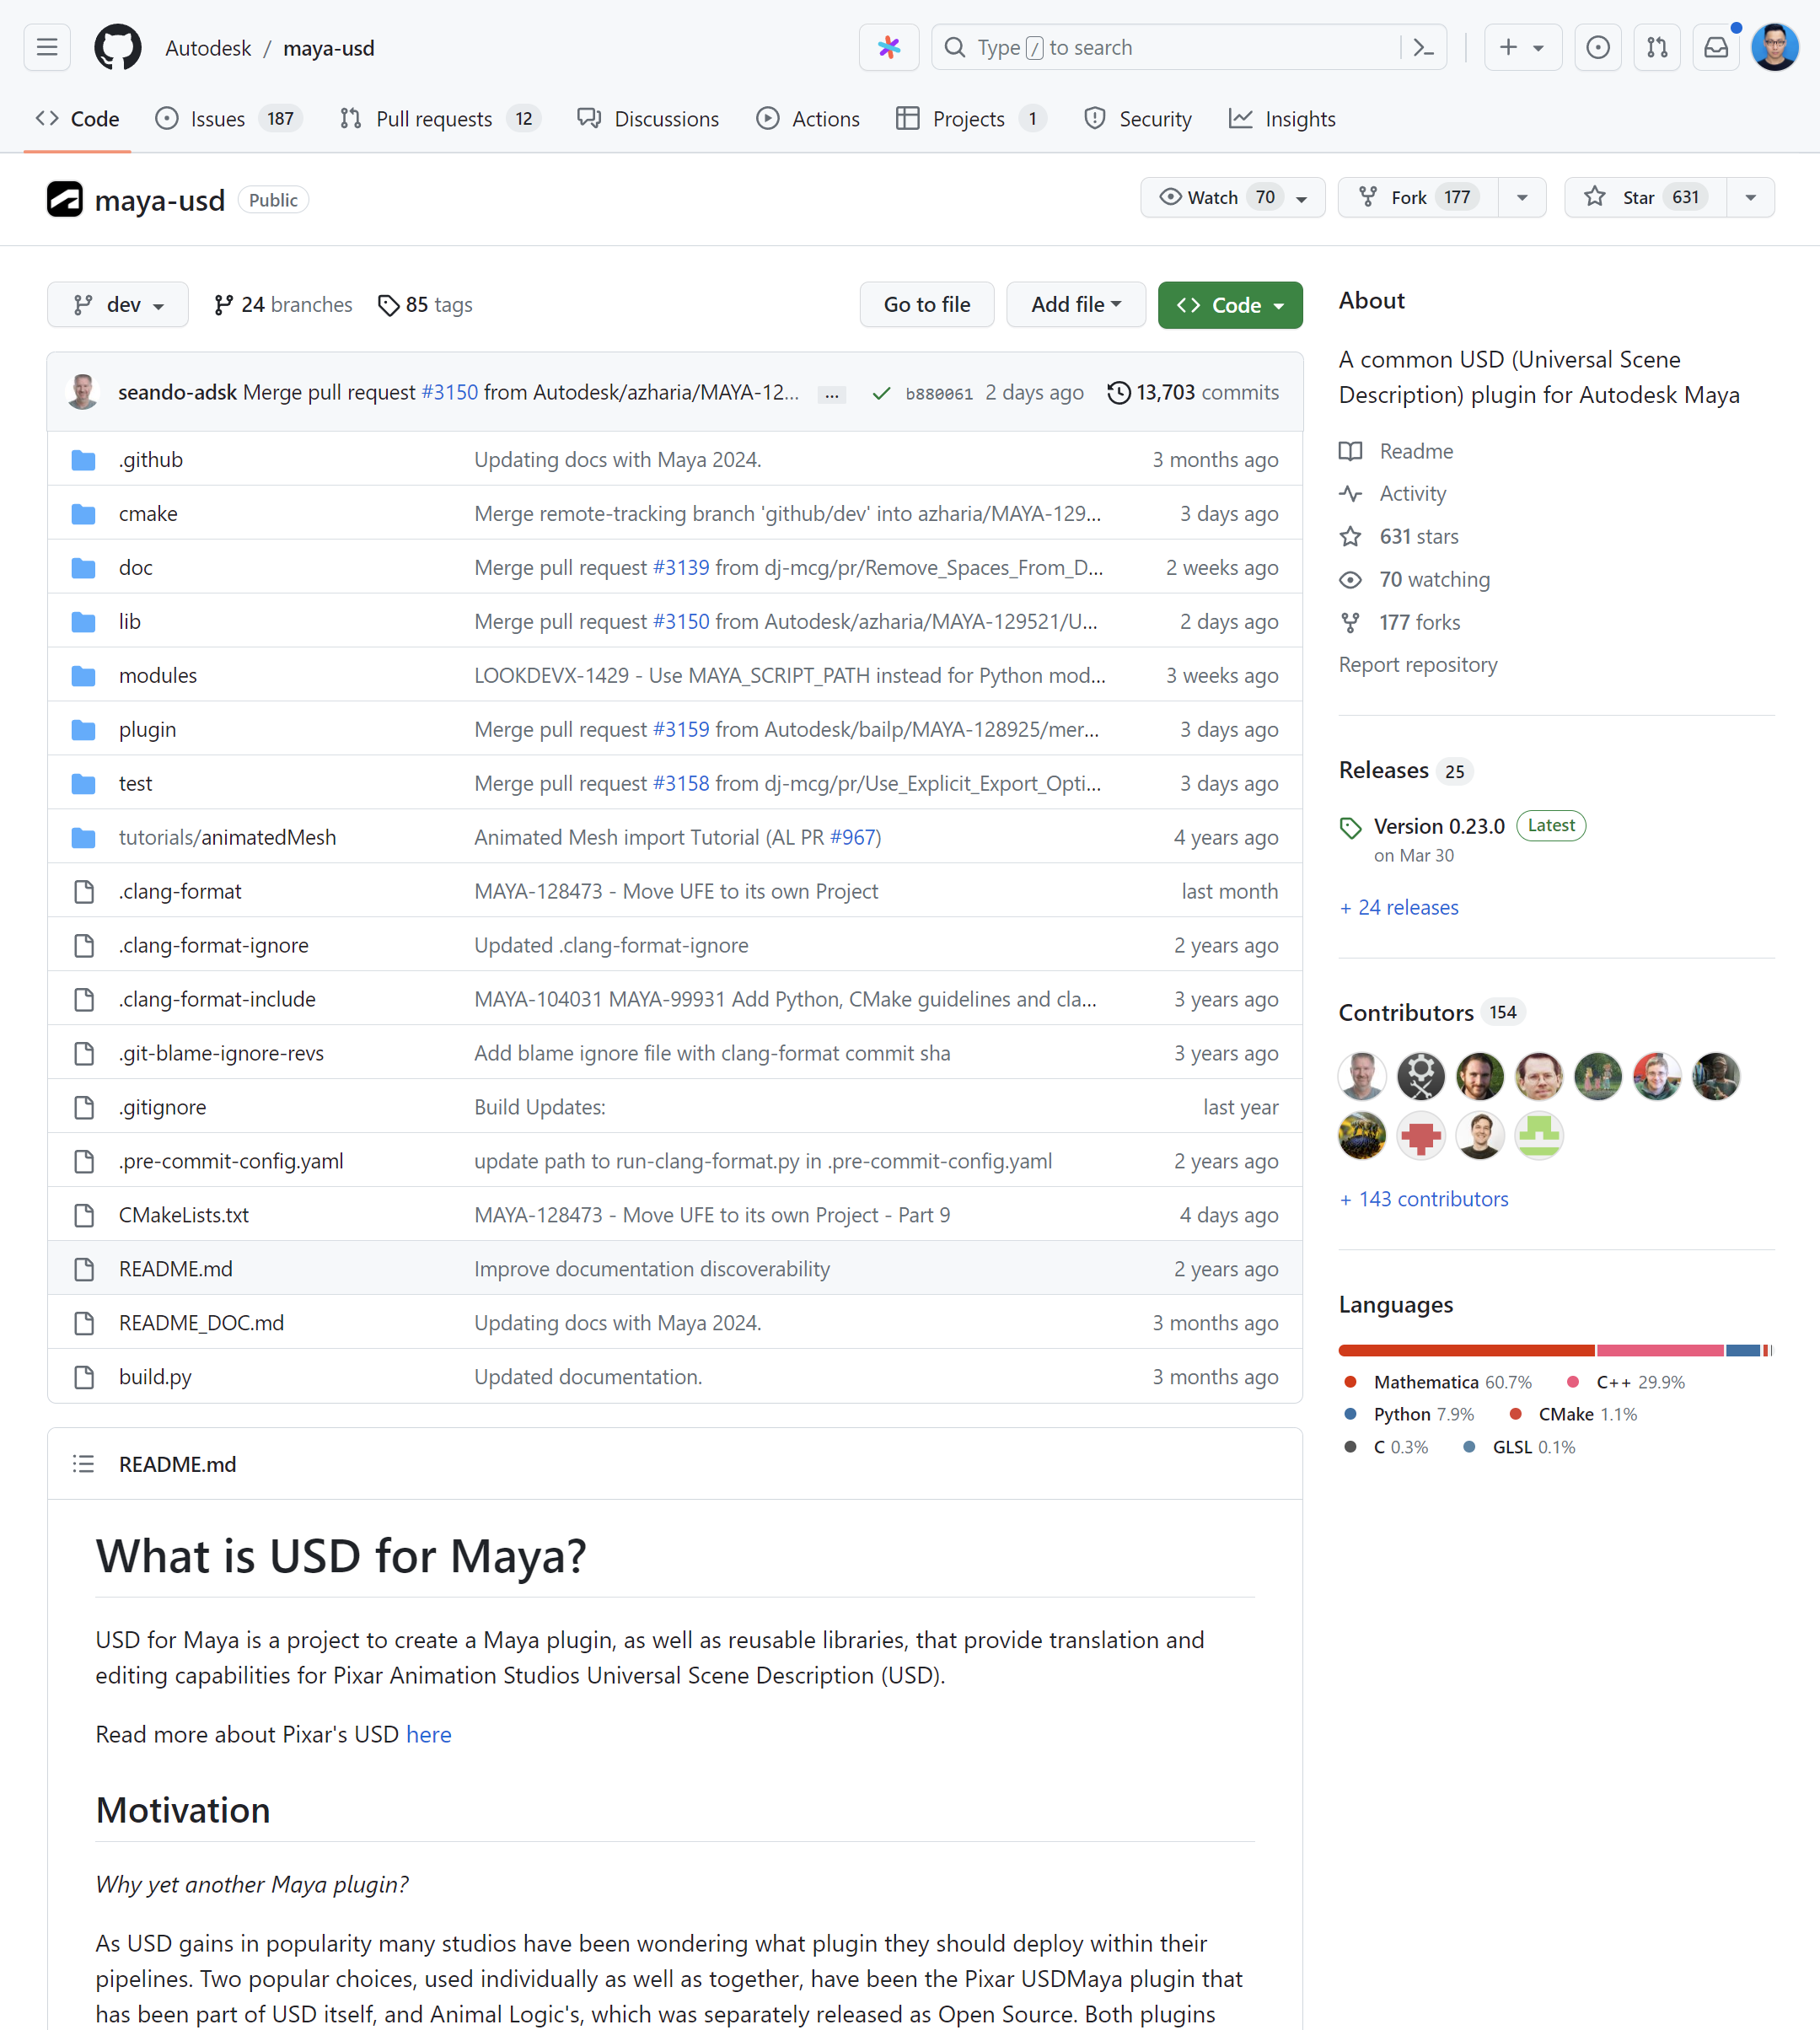 Autodesk / maya-usd
Type / to search
Code
Issues 187
Pull requests 12
Discussions
Actions
Projects 1
Security
Insights
maya-usd Public
Watch 70
Fork 177
Star 631
dev
24 branches
85 tags
Go to file
Add file
Code
seando-adsk Merge pull request #3150 from Autodesk/azharia/MAYA-12... ... b880061 2 days ago 13,703 commits
.github Updating docs with Maya 2024. 3 months ago
cmake Merge remote-tracking branch 'github/dev' into azharia/MAYA-129... 3 days ago
doc Merge pull request #3139 from dj-mcg/pr/Remove_Spaces_From_D... 2 weeks ago
lib Merge pull request #3150 from Autodesk/azharia/MAYA-129521/U... 2 days ago
modules LOOKDEVX-1429 - Use MAYA_SCRIPT_PATH instead for Python mod... 3 weeks ago
plugin Merge pull request #3159 from Autodesk/bailp/MAYA-128925/mer... 3 days ago
test Merge pull request #3158 from dj-mcg/pr/Use_Explicit_Export_Opti... 3 days ago
tutorials/animatedMesh Animated Mesh import Tutorial (AL PR #967) 4 years ago
.clang-format MAYA-128473 - Move UFE to its own Project last month
.clang-format-ignore Updated .clang-format-ignore 2 years ago
.clang-format-include MAYA-104031 MAYA-99931 Add Python, CMake guidelines and cla... 3 years ago
.git-blame-ignore-revs Add blame ignore file with clang-format commit sha 3 years ago
.gitignore Build Updates: last year
.pre-commit-config.yaml update path to run-clang-format.py in .pre-commit-config.yaml 2 years ago
CMakeLists.txt MAYA-128473 - Move UFE to its own Project - Part 9 4 days ago
README.md Improve documentation discoverability 2 years ago
README_DOC.md Updating docs with Maya 2024. 3 months ago
build.py Updated documentation. 3 months ago
README.md
What is USD for Maya?
USD for Maya is a project to create a Maya plugin, as well as reusable libraries, that provide translation and
editing capabilities for Pixar Animation Studios Universal Scene Description (USD).
Read more about Pixar's USD here
Motivation
Why yet another Maya plugin?
As USD gains in popularity many studios have been wondering what plugin they should deploy within their
pipelines. Two popular choices, used individually as well as together, have been the Pixar USDMaya plugin that
has been part of USD itself, and Animal Logic's, which was separately released as Open Source. Both plugins
About
A common USD (Universal Scene
Description) plugin for Autodesk Maya
Readme
Activity
631 stars
70 watching
177 forks
Report repository
Releases 25
Version 0.23.0 Latest
on Mar 30
+ 24 releases
Contributors 154
+ 143 contributors
Languages
Mathematica 60.7% C++ 29.9%
Python 7.9% CMake 1.1%
C 0.3% GLSL 0.1%